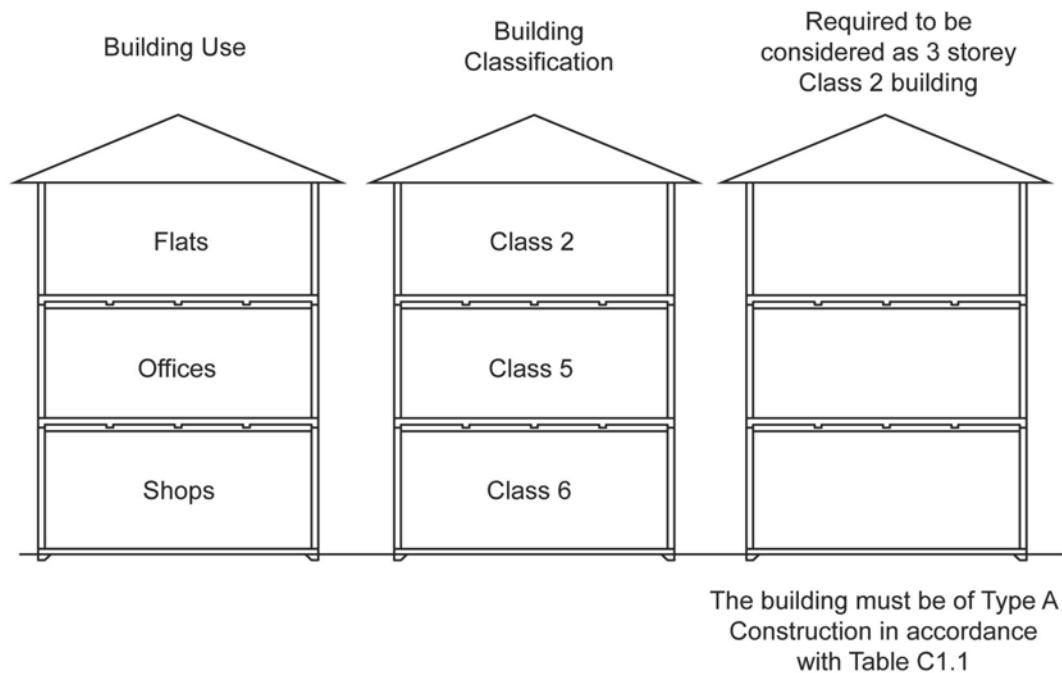 Building Use
Building
Classification
Required to be
considered as 3 storey
Class 2 building
Flats
Class 2
Offices
Class 5
Shops
Class 6
The building must be of Type A
Construction in accordance
with Table C1.1